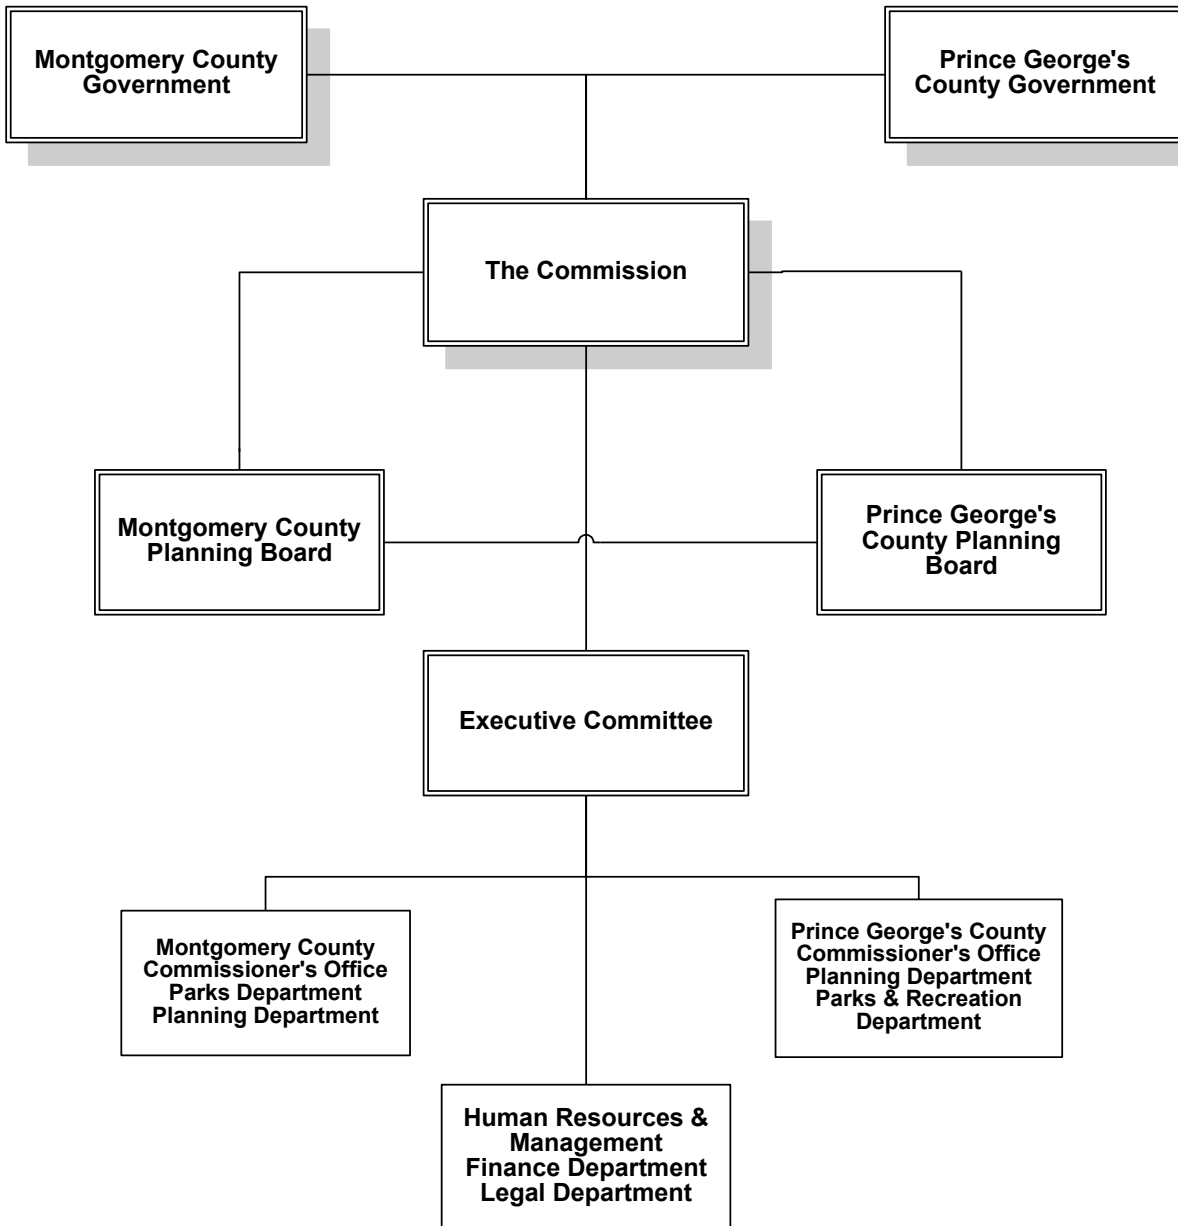 Montgomery County
Government
Prince George's
County Government
The Commission
Montgomery County
Planning Board
Prince George's
County Planning
Board
Executive Committee
Montgomery County
Commissioner's Office
Parks Department
Planning Department
Prince George's County
Commissioner's Office
Planning Department
Parks & Recreation
Department
Human Resources &
Management
Finance Department
Legal Department